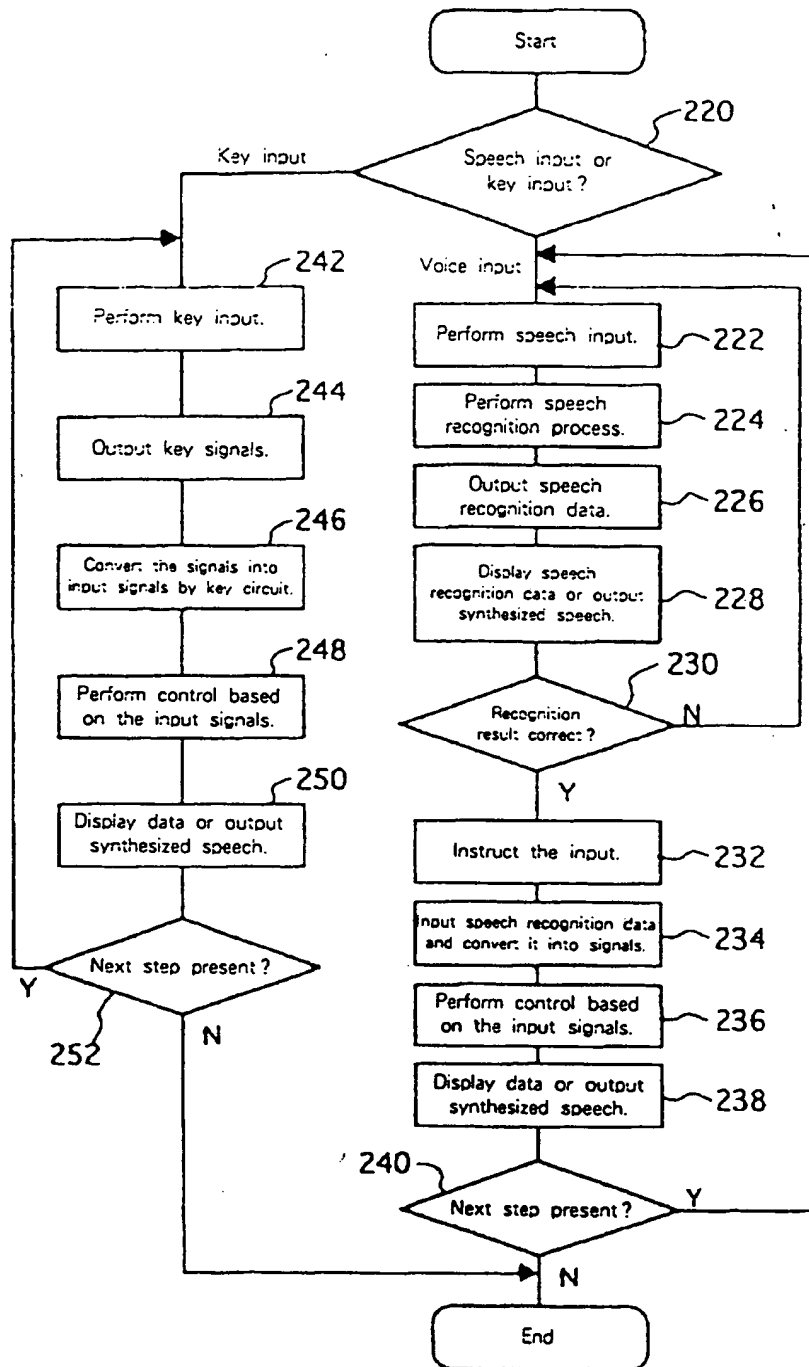 Start
220
Speech input or
key input?
Key input
Voice input
242
Perform key input.
244
Output key signals.
246
Convert the signals into
input signals by key circuit.
248
Perform control based
on the input signals.
250
Display data or output
synthesized speech.
Next step present?
Y
N
252
Perform speech input.
222
Perform speech
recognition process.
224
Output speech
recognition data.
226
Display speech
recognition data or output
synthesized speech.
228
230
Recognition
result correct?
N
Y
Instruct the input.
232
Input speech recognition data
and convert it into signals.
234
Perform control based
on the input signals.
236
Display data or output
synthesized speech.
238
240
Next step present?
Y
N
End